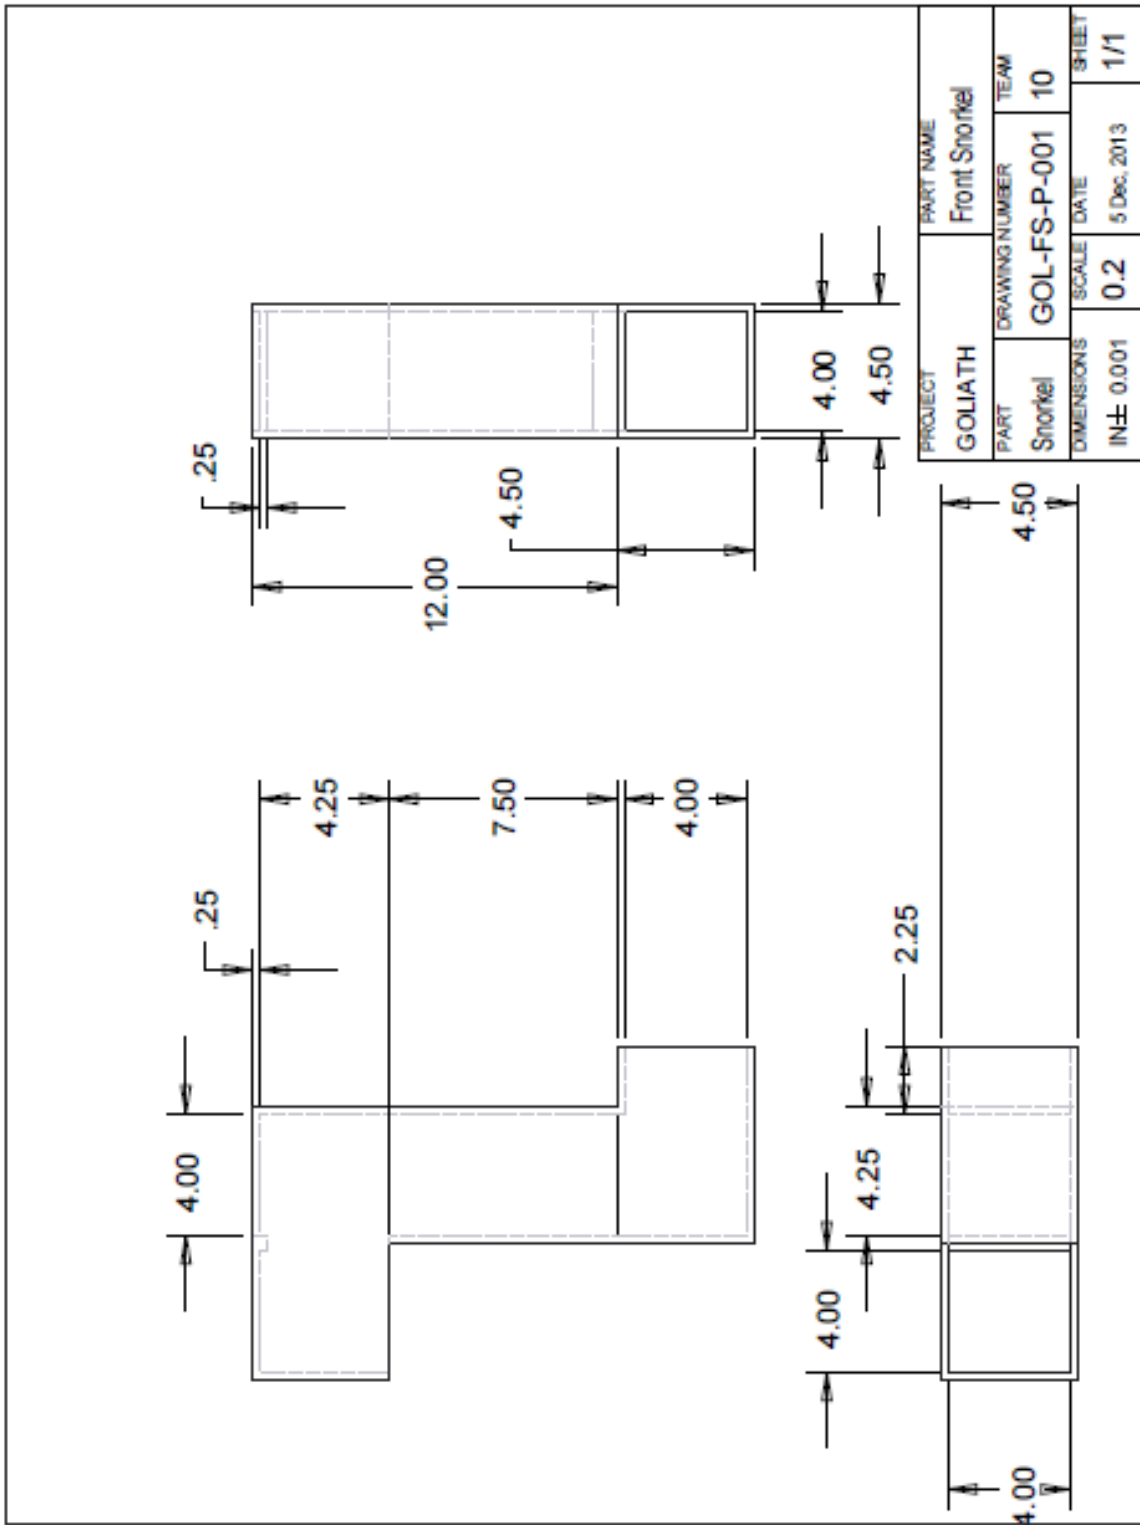 .25
4.00
4.25
7.50
4.00
.25
12.00
4.50
4.00
4.50
4.00
4.00
4.25
2.25
4.50
PROJECT
GOLIATH
PART NAME
Front Snorkel
PART
Snorkel
DRAWING NUMBER
GOL-FS-P-001
TEAM
10
DIMENSIONS
IN± 0.001
SCALE
0.2
DATE
5 Dec, 2013
SHEET
1/1